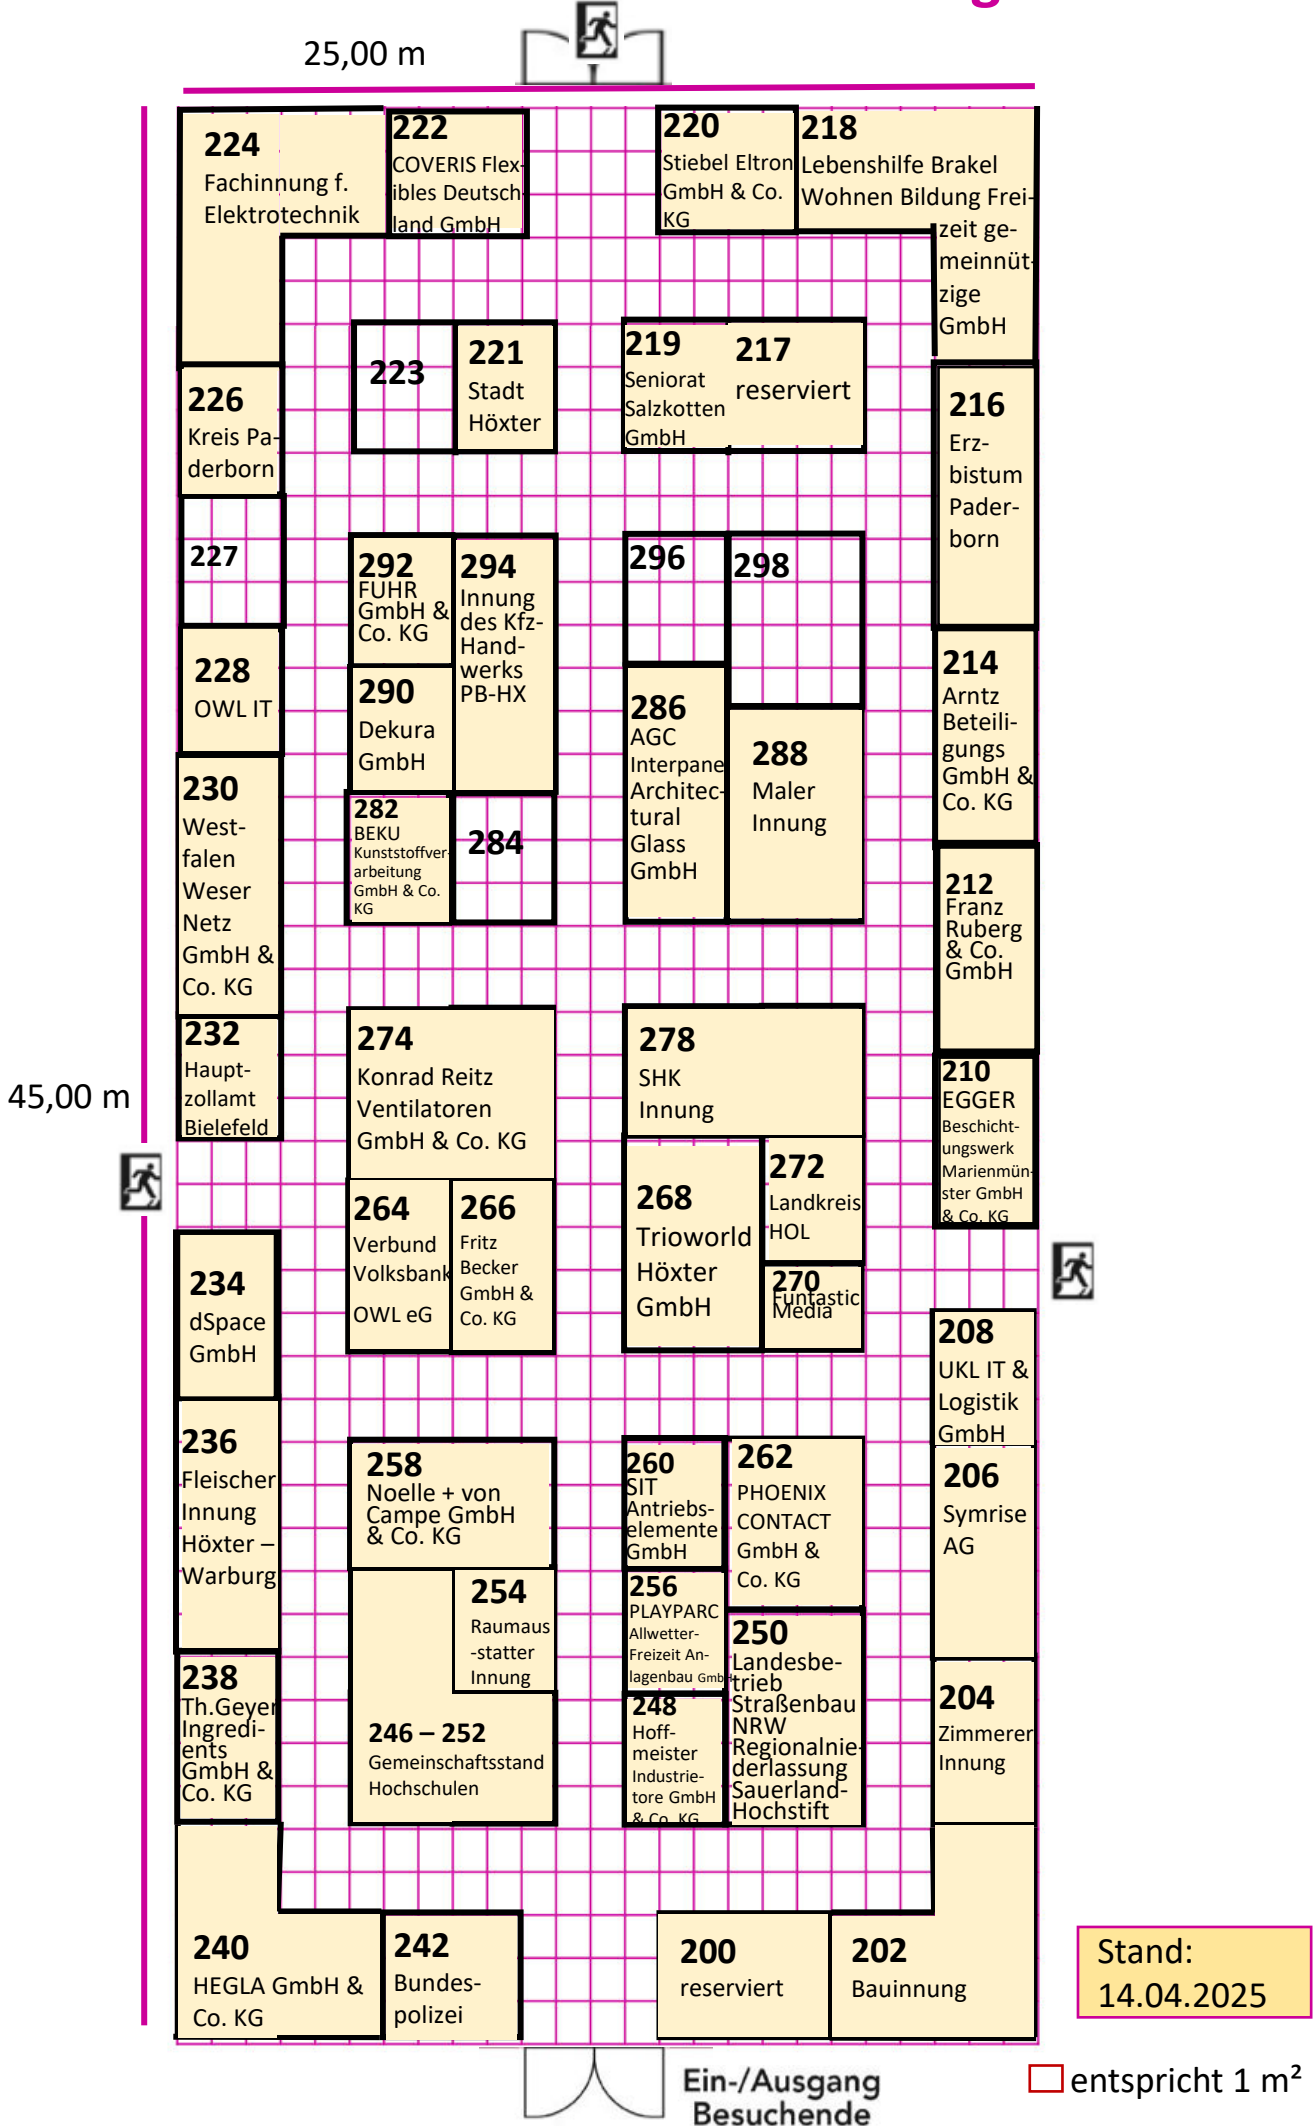 25,00 m
224
Fachinnung f.
Elektrotechnik
222
COVERIS Flex-
ibles Deutsch-
land GmbH
220
Stiebel Eltron
GmbH & Co.
KG
218
Lebenshilfe Brakel
Wohnen Bildung Frei-
zeit ge-
meinnüt-
zige
GmbH
223
221
Stadt
Höxter
219
Seniorat
Salzkotten
GmbH
217
reserviert
226
Kreis Pa-
derborn
216
Erz-
bistum
Pader-
born
227
292
FUHR
GmbH &
Co. KG
294
Innung
des Kfz-
Hand-
werks
PB-HX
296
298
228
OWL IT
290
Dekura
GmbH
286
AGC
Interpane
Architec-
tural
Glass
GmbH
288
Maler
Innung
214
Arntz
Beteili-
gungs
GmbH &
Co. KG
230
West-
falen
Weser
Netz
GmbH &
Co. KG
282
BEKU
Kunststoffver-
arbeitung
GmbH & Co.
KG
284
212
Franz
Ruberg
& Co.
GmbH
232
Haupt-
zollamt
Bielefeld
274
Konrad Reitz
Ventilatoren
GmbH & Co. KG
278
SHK
Innung
210
EGGER
Beschicht-
ungswerk
Marienmün-
ster GmbH
& Co. KG
45,00 m
264
Verbund
Volksbank
OWL eG
266
Fritz
Becker
GmbH &
Co. KG
268
Trioworld
Höxter
GmbH
272
Landkreis
HOL
270
Funtastic
Media
234
dSpace
GmbH
208
UKL IT &
Logistik
GmbH
236
Fleischer
Innung
Höxter –
Warburg
258
Noelle + von
Campe GmbH
& Co. KG
260
SIT
Antriebs-
elemente
GmbH
262
PHOENIX
CONTACT
GmbH &
Co. KG
206
Symrise
AG
254
Raumaus
-statter
Innung
256
PLAYPARC
Allwetter-
Freizeit An-
lagenbau GmbH
250
Landesbe-
trieb
Straßenbau
NRW
Regionalnie-
derlassung
Sauerland-
Hochstift
238
Th.Geyer
Ingredi-
ents
GmbH &
Co. KG
246 – 252
Gemeinschaftsstand
Hochschulen
248
Hoff-
meister
Industrie-
tore GmbH
& Co. KG
204
Zimmerer
Innung
240
HEGLA GmbH &
Co. KG
242
Bundes-
polizei
200
reserviert
202
Bauinnung
Stand:
14.04.2025
Ein-/Ausgang
Besuchende
entspricht 1 m²